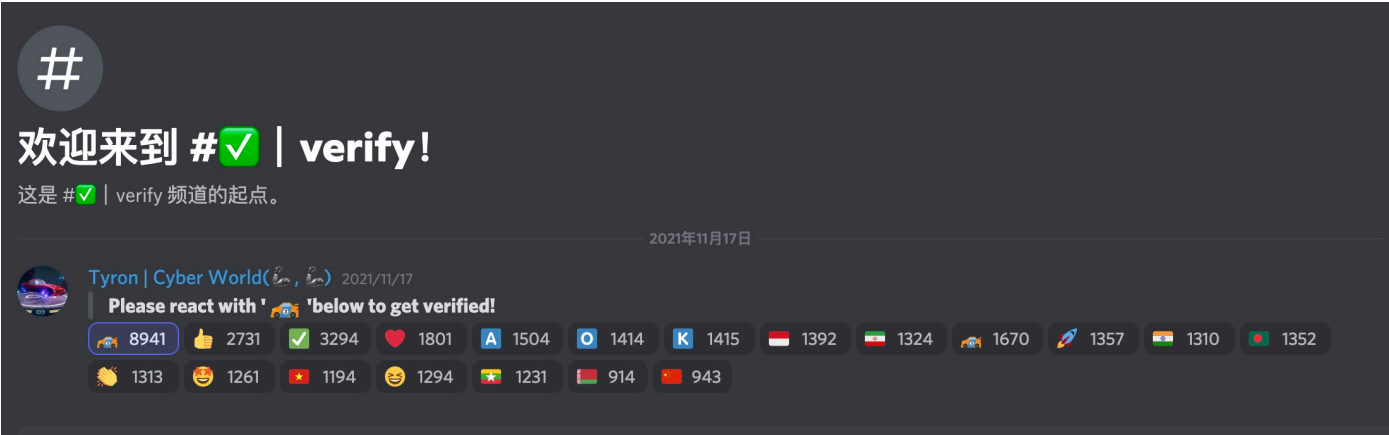 #
欢迎来到 #✅｜verify!
这是 #✅｜verify 频道的起点。
2021年11月17日
Tyron | Cyber World(🦾,🦾) 2021/11/17
Please react with ' 'below to get verified!
8941 2731 3294 1801 A 1504 O 1414 K 1415 1392 1324 1670 1357 1310 1352
1313 1261 1194 1294 1231 914 943